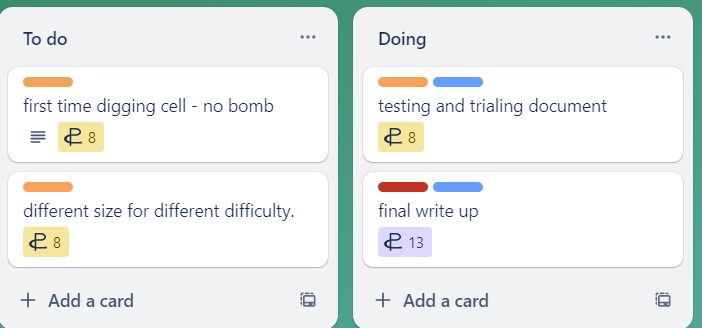 To do
first time digging cell - no bomb
8
different size for different difficulty.
8
Add a card
Doing
testing and trialing document
8
final write up
13
Add a card